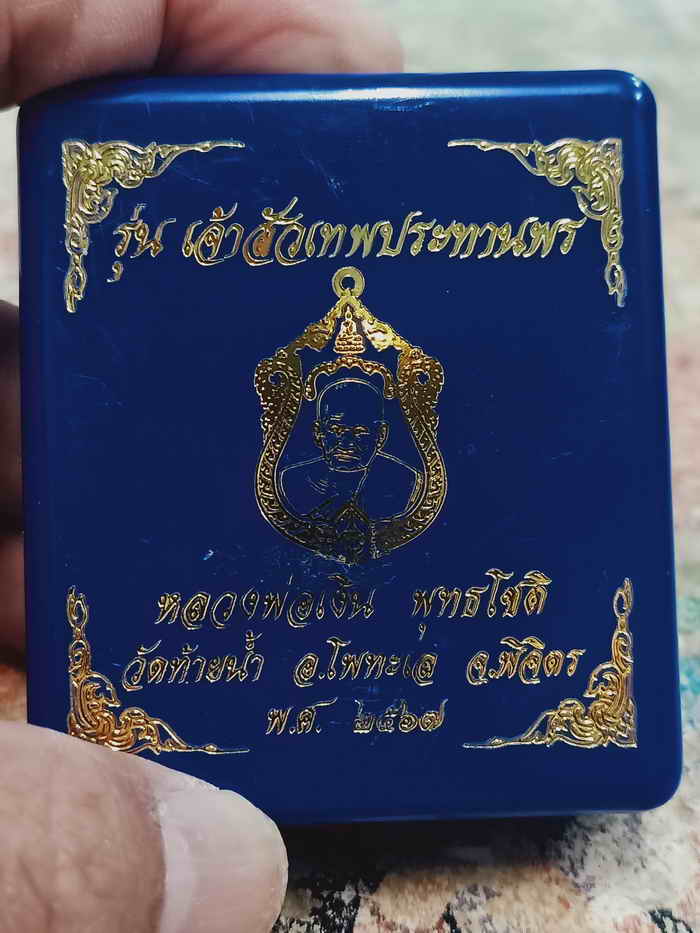 รุ่น เจ้าสัวเทพประทานพร
หลวงพ่อเงิน พุทธโชติ
วัดท้ายน้ำ อ.โพทะเล จ.พิจิตร
พ.ศ. ๒๕๖๗